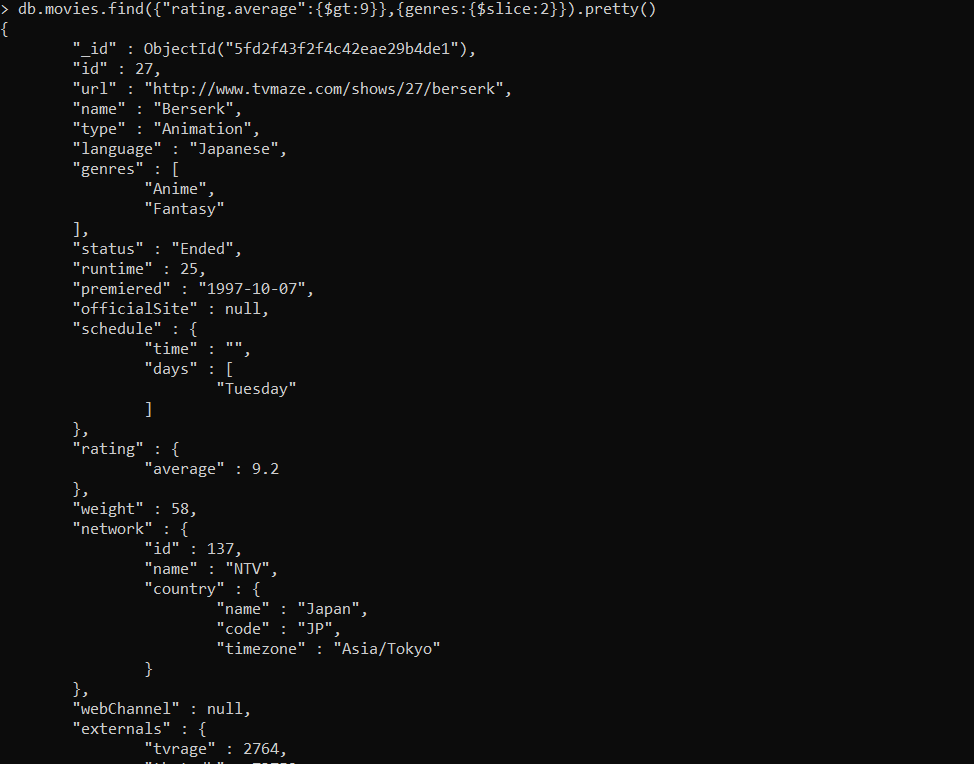 > db.movies.find({"rating.average":{$gt:9}},{genres:{$slice:2}}).pretty()
{
"_id" : ObjectId("5fd2f43f2f4c42eae29b4de1"),
"id" : 27,
"url" : "http://www.tvmaze.com/shows/27/berserk",
"name" : "Berserk",
"type" : "Animation",
"language" : "Japanese",
"genres" : [
"Anime",
"Fantasy"
],
"status" : "Ended",
"runtime" : 25,
"premiered" : "1997-10-07",
"officialSite" : null,
"schedule" : {
"time" : "",
"days" : [
"Tuesday"
]
},
"rating" : {
"average" : 9.2
},
"weight" : 58,
"network" : {
"id" : 137,
"name" : "NTV",
"country" : {
"name" : "Japan",
"code" : "JP",
"timezone" : "Asia/Tokyo"
}
},
"webChannel" : null,
"externals" : {
"tvrage" : 2764,